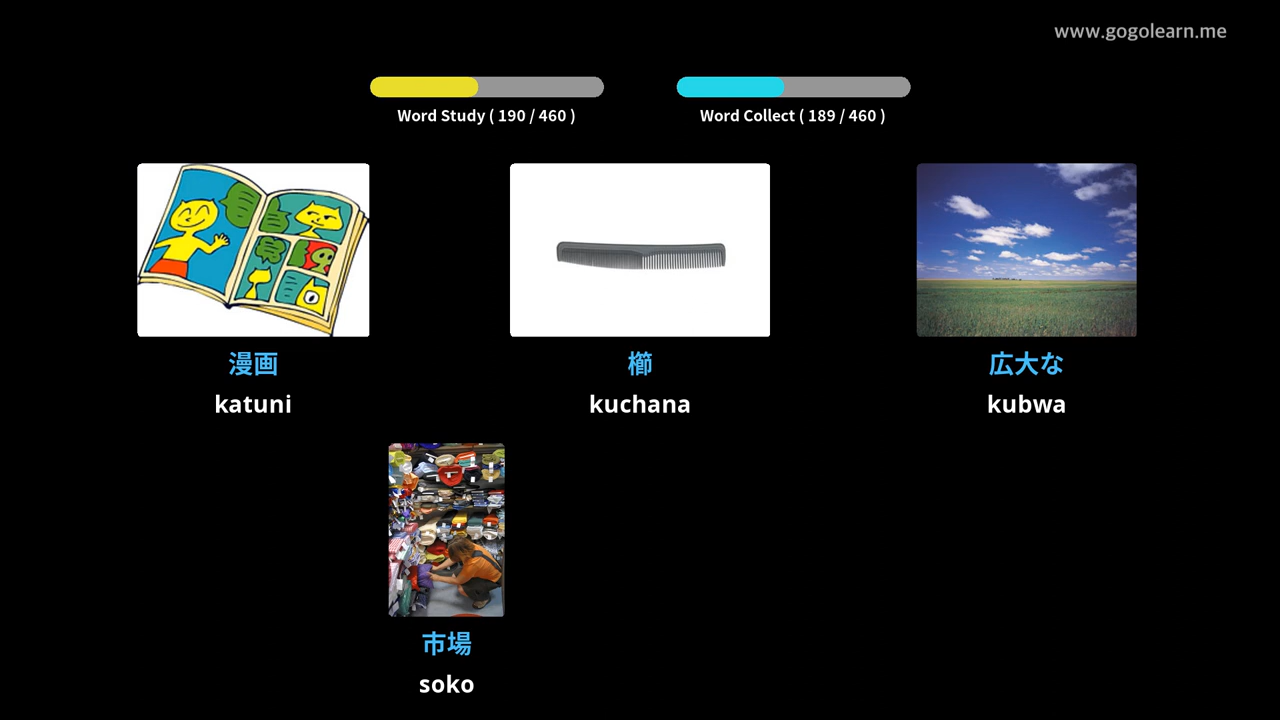 www.gogolearn.me
Word Study ( 190 / 460 )
Word Collect ( 189 / 460 )
漫画
katuni
櫛
kuchana
広大な
kubwa
市場
soko